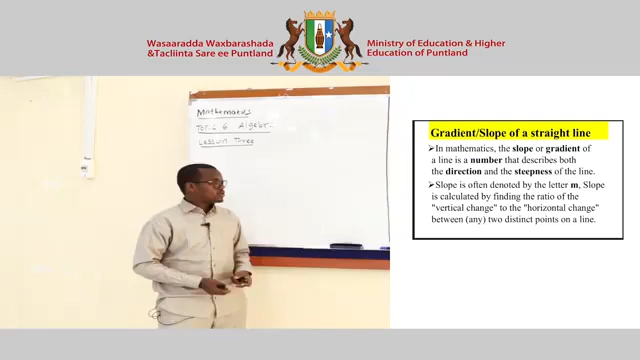 Wasaaradda Waxbarashada
&Tacliinta Sare ee Puntland
Ministry of Education & Higher
Education of Puntland
Mathematics
Topic 6 Algebra
Lesson Three
Gradient/Slope of a straight line
➢In mathematics, the slope or gradient of
a line is a number that describes both
the direction and the steepness of the line.
➢Slope is often denoted by the letter m, Slope
is calculated by finding the ratio of the
"vertical change" to the "horizontal change"
between (any) two distinct points on a line.